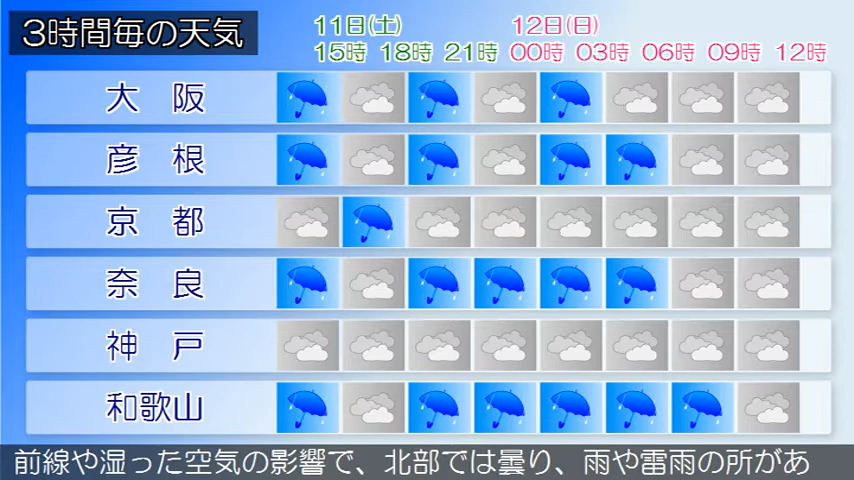 3時間毎の天気
11日(土) 12日(日)
15時 18時 21時 00時 03時 06時 09時 12時
大 阪
彦 根
京 都
奈 良
神 戸
和歌山
前線や湿った空気の影響で、北部では曇り、雨や雷雨の所があ